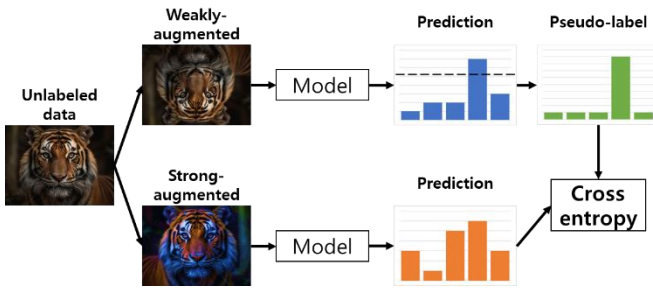 Weakly-
augmented
Prediction
Pseudo-label
Unlabeled
data
Model
Strong-
augmented
Prediction
Model
Cross
entropy